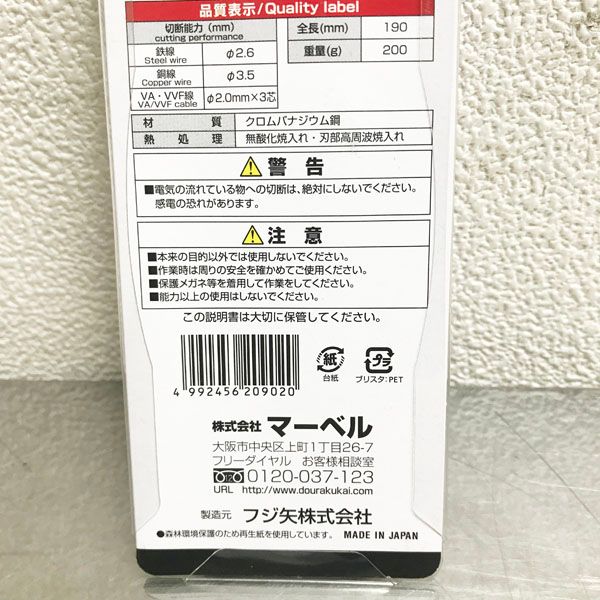 品質表示/Quality label
切断能力(mm)
cutting performance
鉄線
Steel wire
φ2.6
銅線
Copper wire
φ3.5
VA・VVF線
VA/VVF cable
φ2.0mm×3芯
全長(mm) 190
重量(g) 200
材質 クロムバナジウム鋼
熱処理 無酸化焼入れ・刃部高周波焼入れ
警告
■電気の流れている物への切断は、絶対にしないでください。
感電の恐れがあります。
注意
■本来の目的以外では使用しないでください。
■作業時は周りの安全を確かめてご使用ください。
■保護メガネ等を着用して作業をしてください。
■能力以上の使用はしないでください。
この説明書は大切に保管してください。
4 992456 209020
紙
台紙
プラ
ブリスタ:PET
株式会社 マーベル
大阪市中央区上町1丁目26-7
フリーダイヤル お客様相談室
0120-037-123
URL http://www.dourakukai.com/
製造元 フジ矢株式会社
●森林環境保護のため再生紙を使用しています。 MADE IN JAPAN